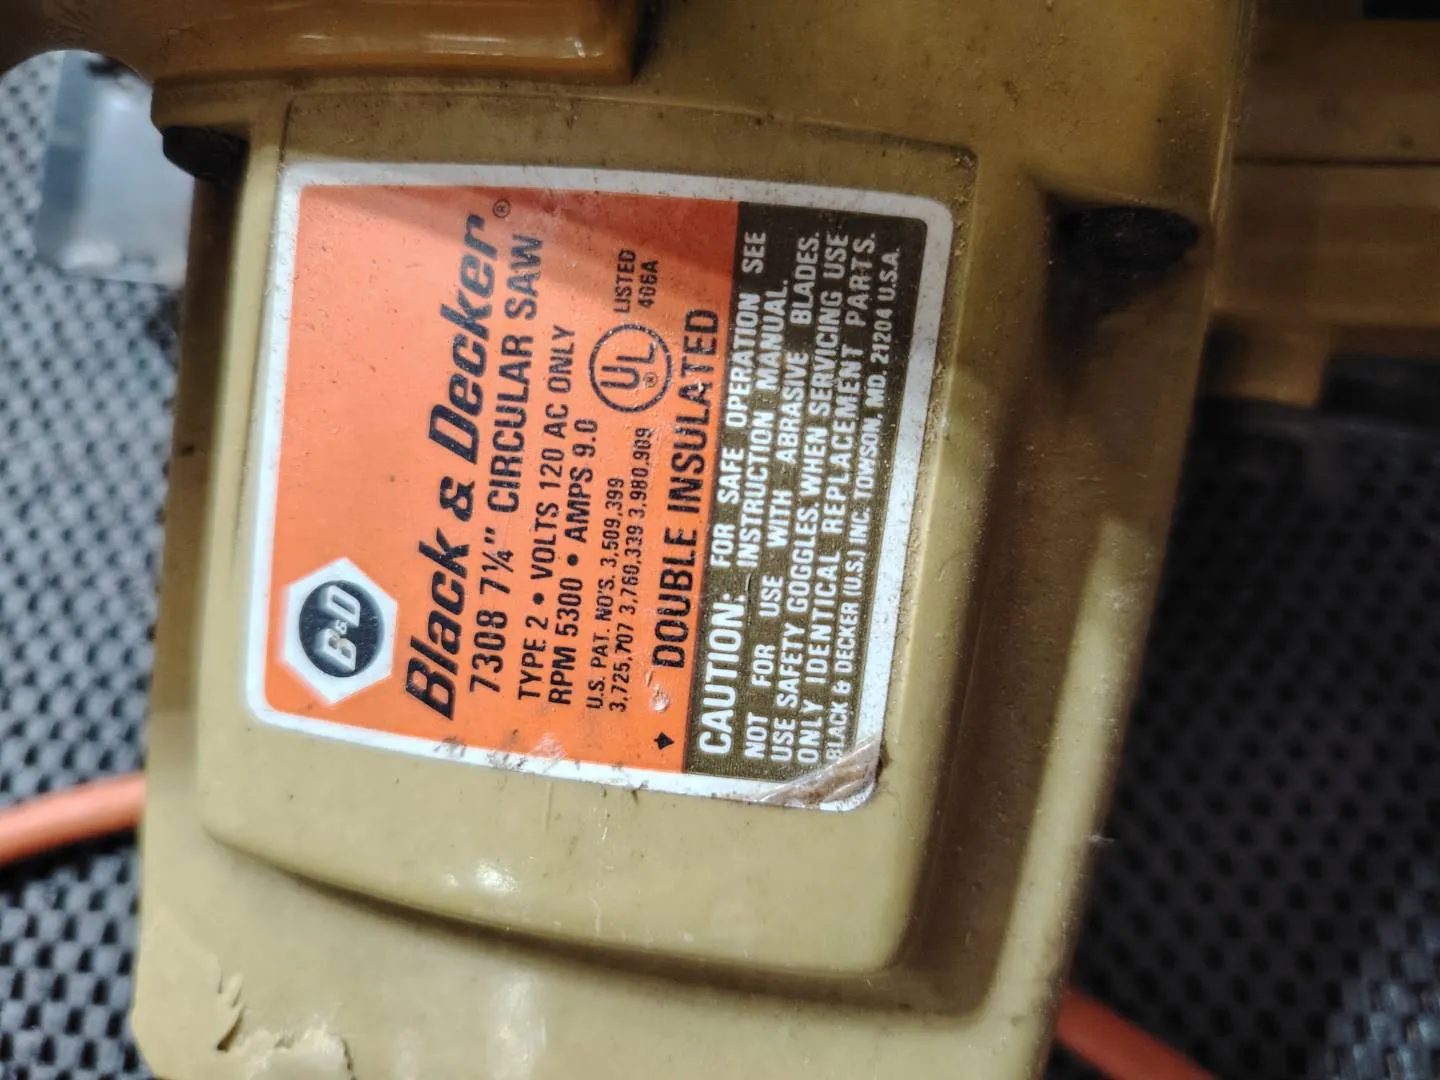 B&D
Black & Decker®
7308 7¼" CIRCULAR SAW
TYPE 2 • VOLTS 120 AC ONLY
RPM 5300 • AMPS 9.0
U.S. PAT. NO'S. 3,509,399
3,725,707 3,760,339 3,980,909
UL
®
LISTED
466A
DOUBLE INSULATED
CAUTION: FOR SAFE OPERATION SEE
INSTRUCTION MANUAL.
NOT FOR USE WITH ABRASIVE BLADES.
USE SAFETY GOGGLES. WHEN SERVICING USE
ONLY IDENTICAL REPLACEMENT PARTS.
BLACK & DECKER (U.S.) INC. TOWSON, MD. 21204 U.S.A.